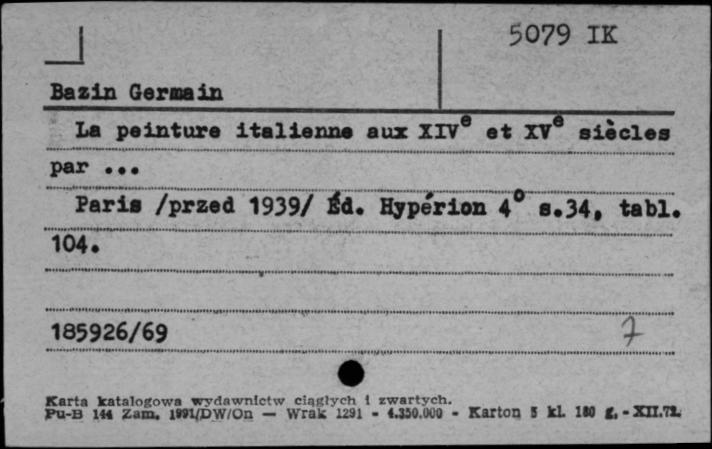 5079 IK
Bazin Germain
La peinture italienne aux XIVe et XVe siècles
par ...
Paris /przed 1939/ Éd. Hypérion 4° s.34, tabl.
104.
185926/69 7
Karta katalogowa wydawnictw ciągłych i zwartych.
Pu-B 144 Zam. 1991/DW/On — Wrak 1291 - 4.350.000 - Karton 5 kl. 180 g. - XII.72.